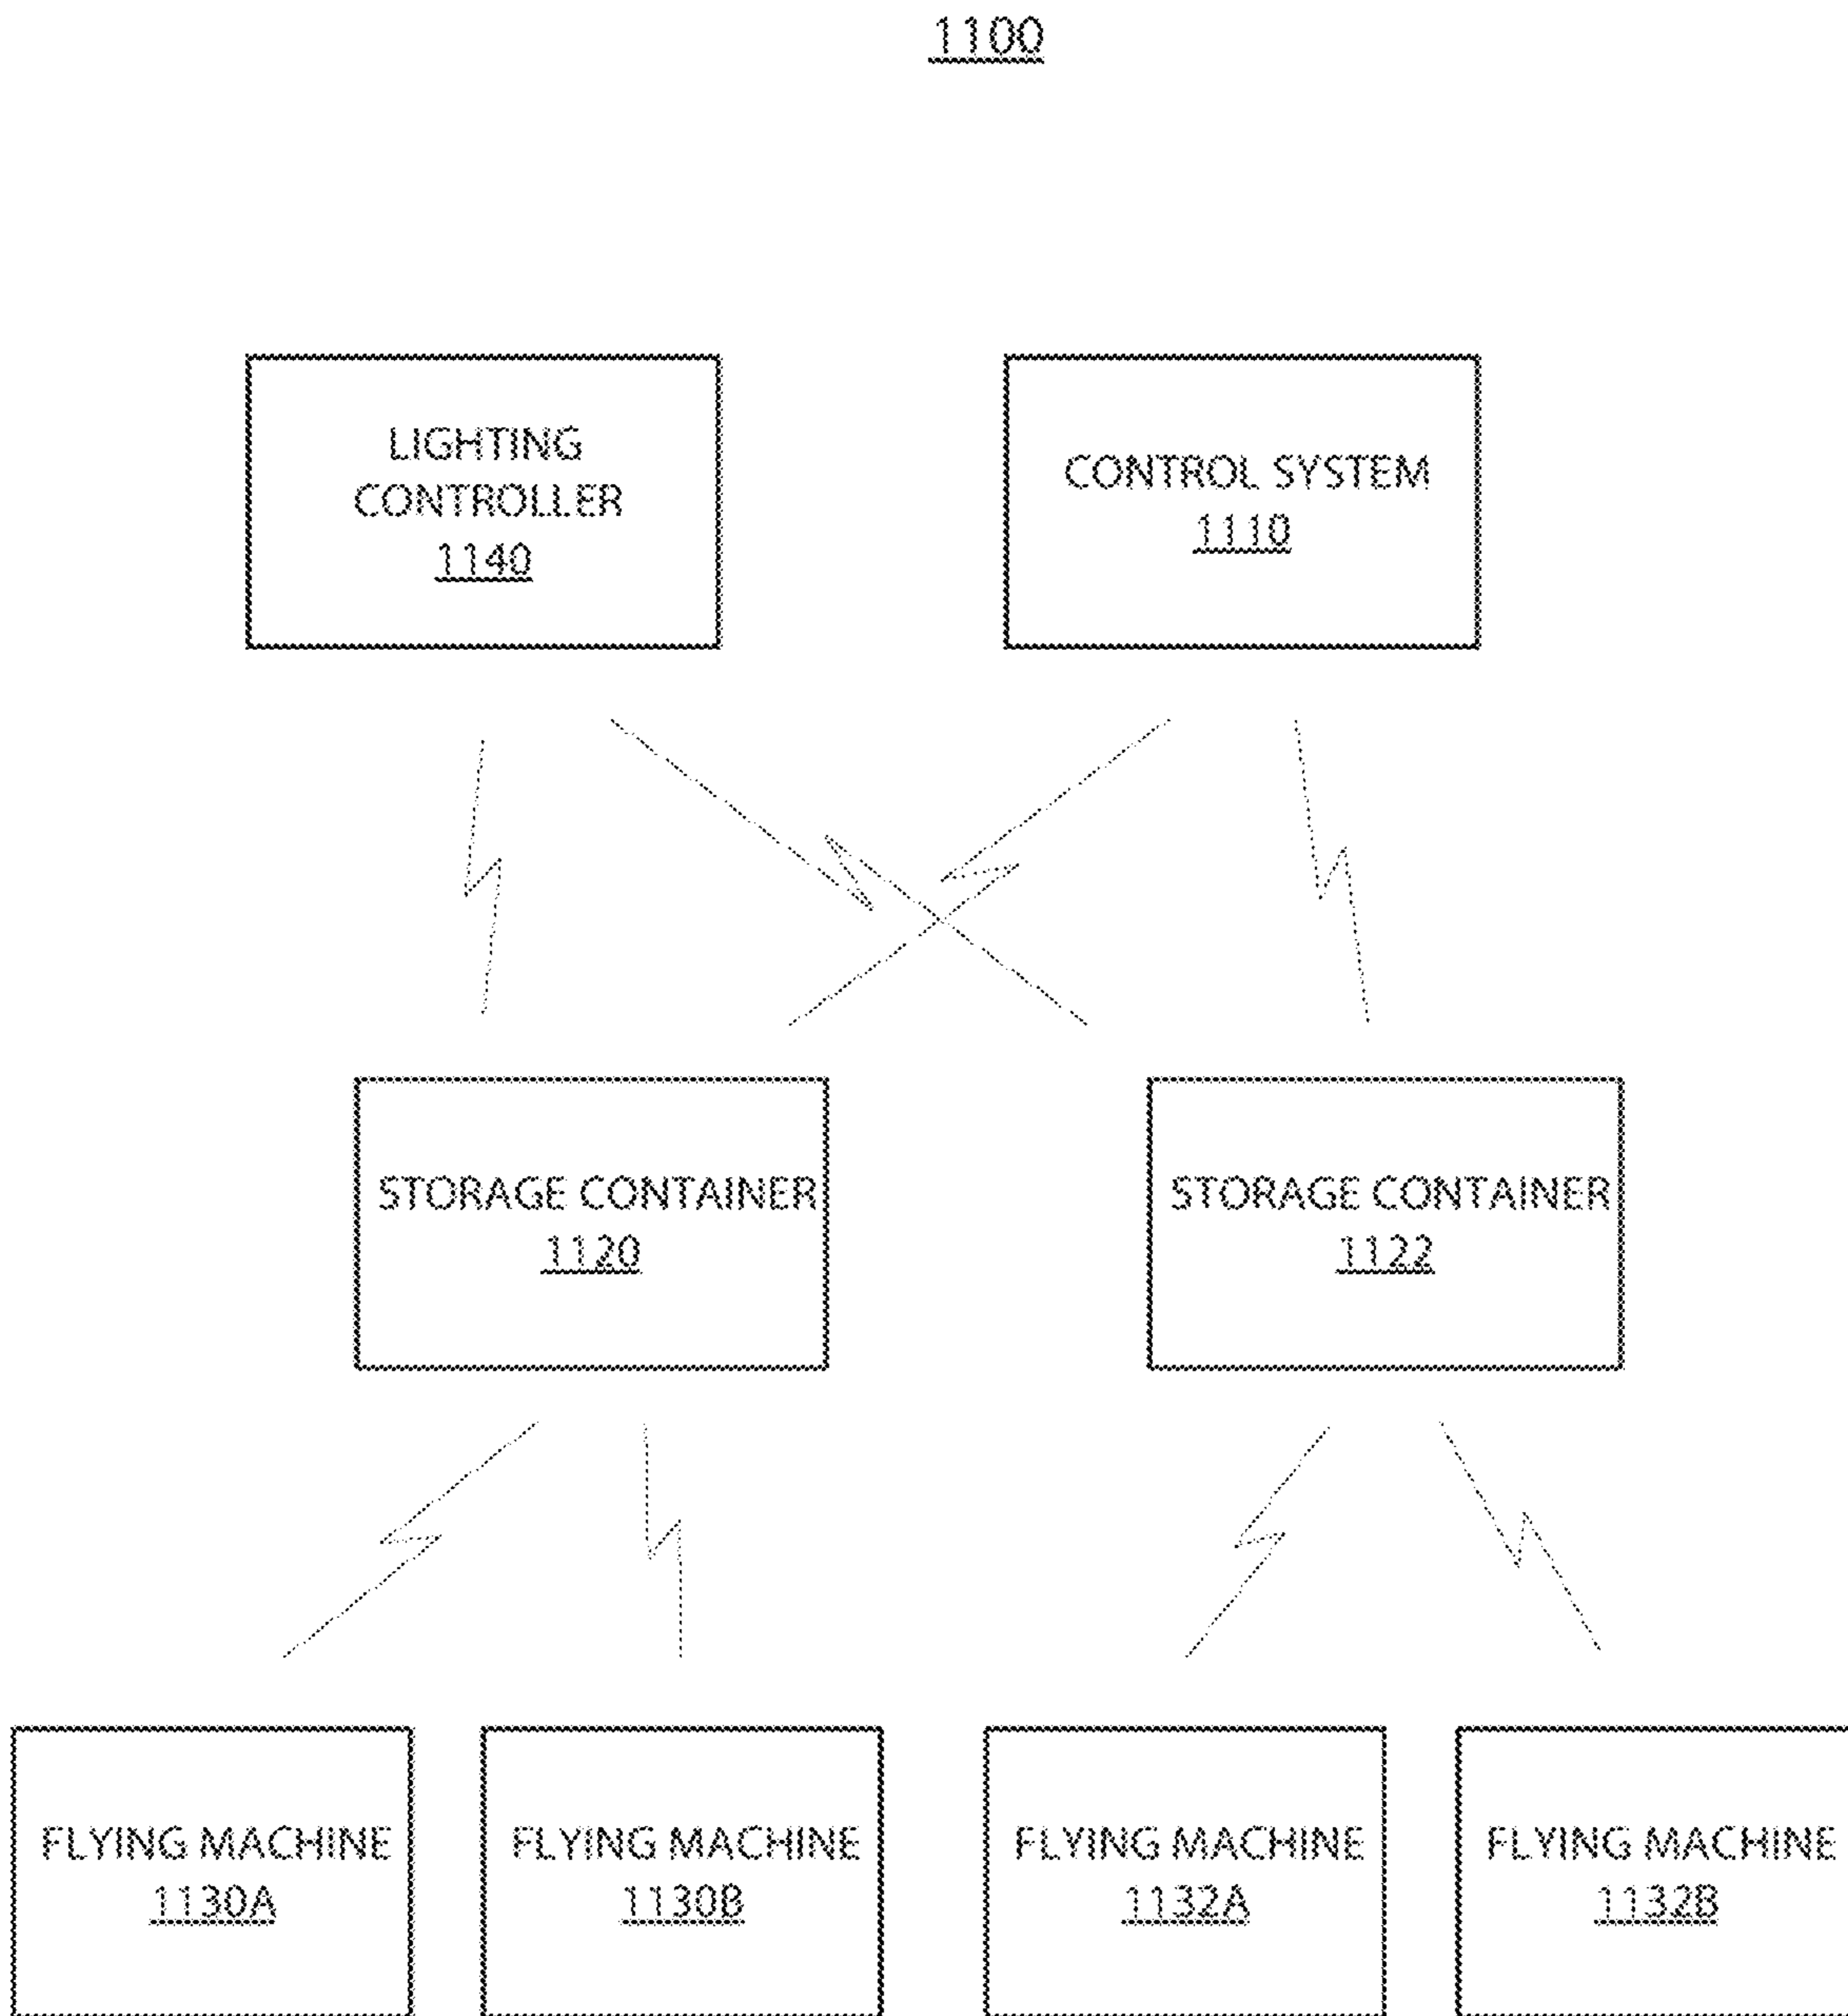 1100
LIGHTING
CONTROLLER
1140
CONTROL SYSTEM
1110
STORAGE CONTAINER
1120
STORAGE CONTAINER
1122
FLYING MACHINE
1130A
FLYING MACHINE
1130B
FLYING MACHINE
1132A
FLYING MACHINE
1132B